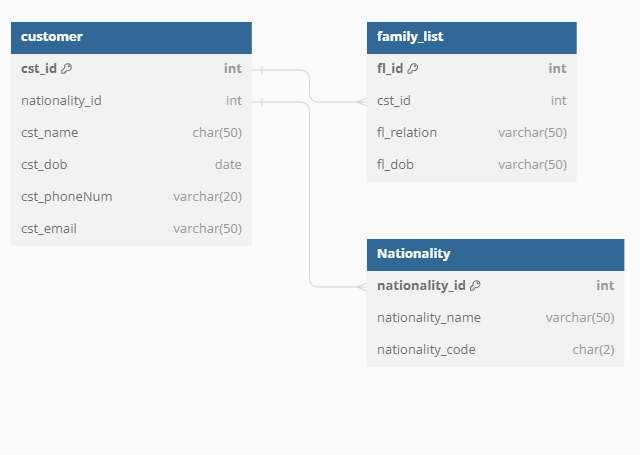 customer
cst_id int
nationality_id int
cst_name char(50)
cst_dob date
cst_phoneNum varchar(20)
cst_email varchar(50)
family_list
fl_id int
cst_id int
fl_relation varchar(50)
fl_dob varchar(50)
Nationality
nationality_id int
nationality_name varchar(50)
nationality_code char(2)